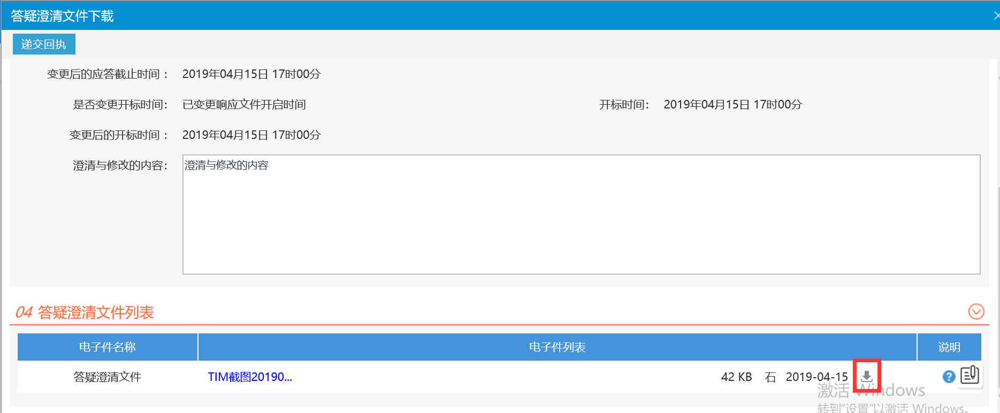 答疑澄清文件下载
递交回执
变更后的应答截止时间： 2019年04月15日 17时00分
是否变更开标时间： 已变更响应文件开启时间 开标时间： 2019年04月15日 17时00分
变更后的开标时间： 2019年04月15日 17时00分
澄清与修改的内容： 澄清与修改的内容
04 答疑澄清文件列表
电子件名称 电子件列表 说明
答疑澄清文件 TIM截图20190... 42 KB 石 2019-04-15
激活 Windows
转到"设置"以激活 Windows。